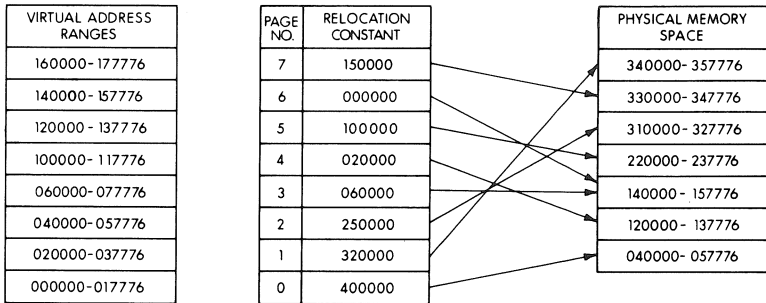 VIRTUAL ADDRESS
RANGES
160000-177776
140000-157776
120000-137776
100000-117776
060000-077776
040000-057776
020000-037776
000000-017776
PAGE
NO.
RELOCATION
CONSTANT
7 150000
6 000000
5 100000
4 020000
3 060000
2 250000
1 320000
0 400000
PHYSICAL MEMORY
SPACE
340000-357776
330000-347776
310000-327776
220000-237776
140000-157776
120000-137776
040000-057776